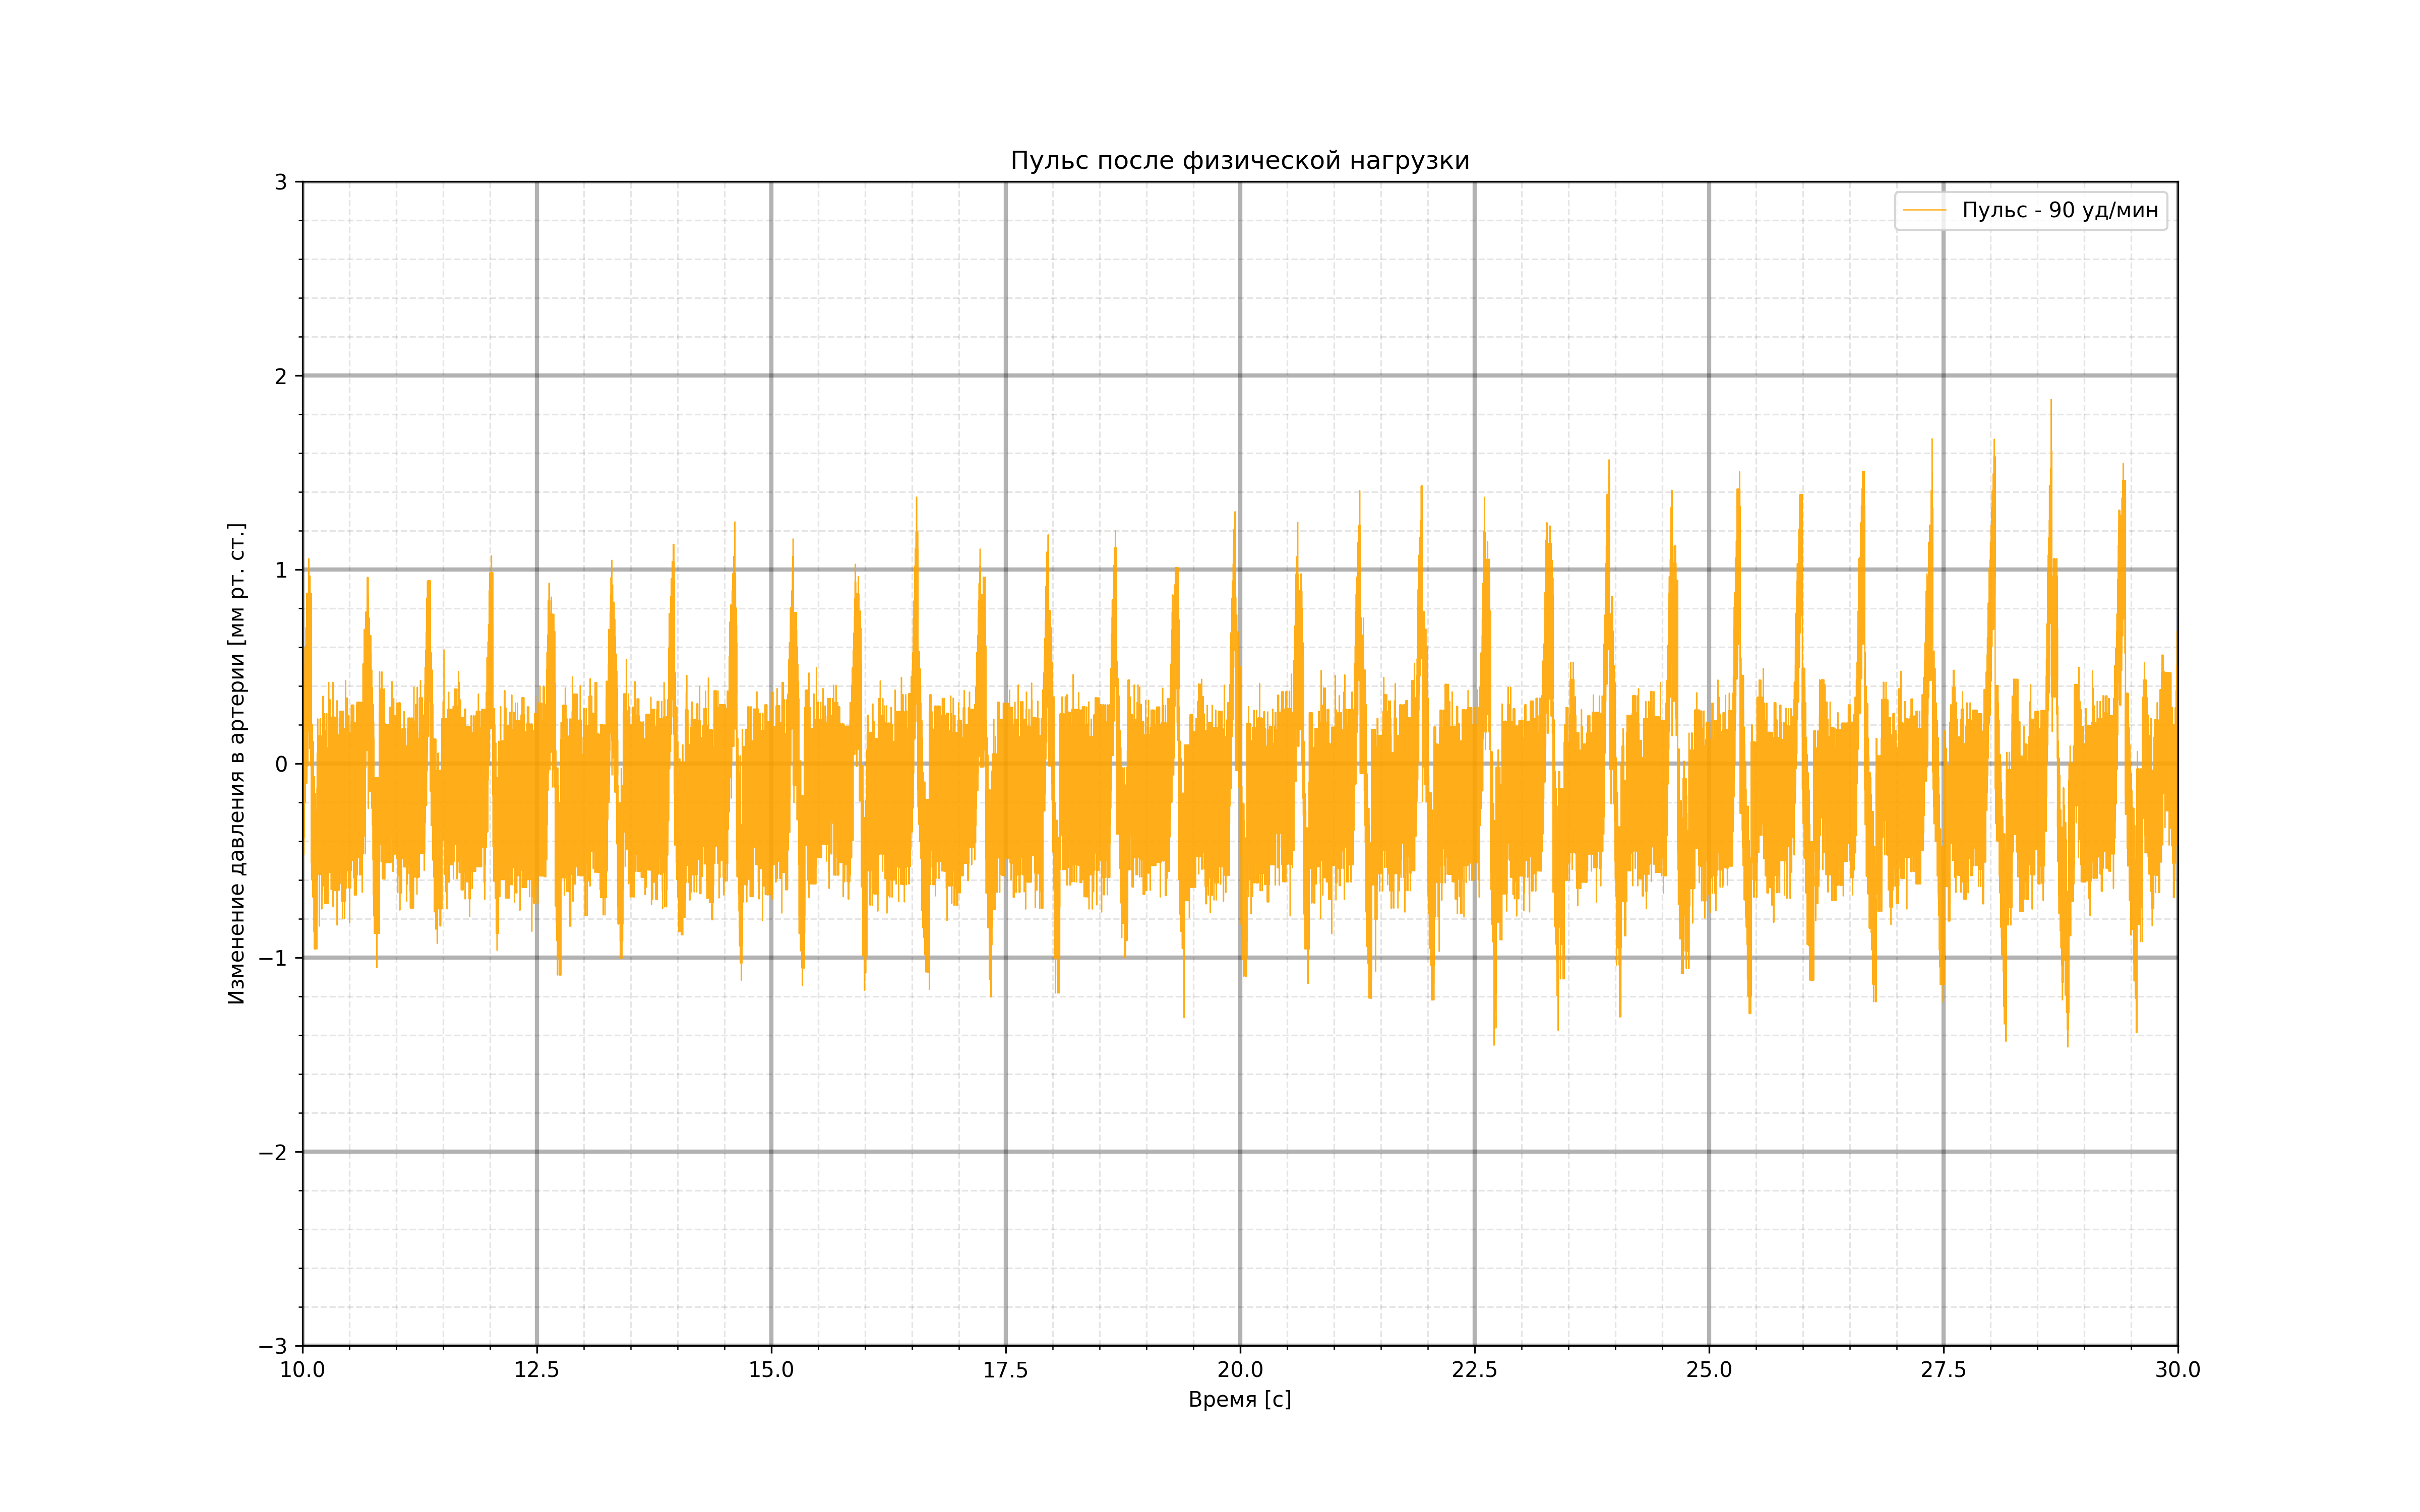 Пульс после физической нагрузки
Пульс - 90 уд/мин
Изменение давления в артерии [мм рт. ст.]
3
2
1
0
−1
−2
−3
10.0 12.5 15.0 17.5 20.0 22.5 25.0 27.5 30.0
Время [с]